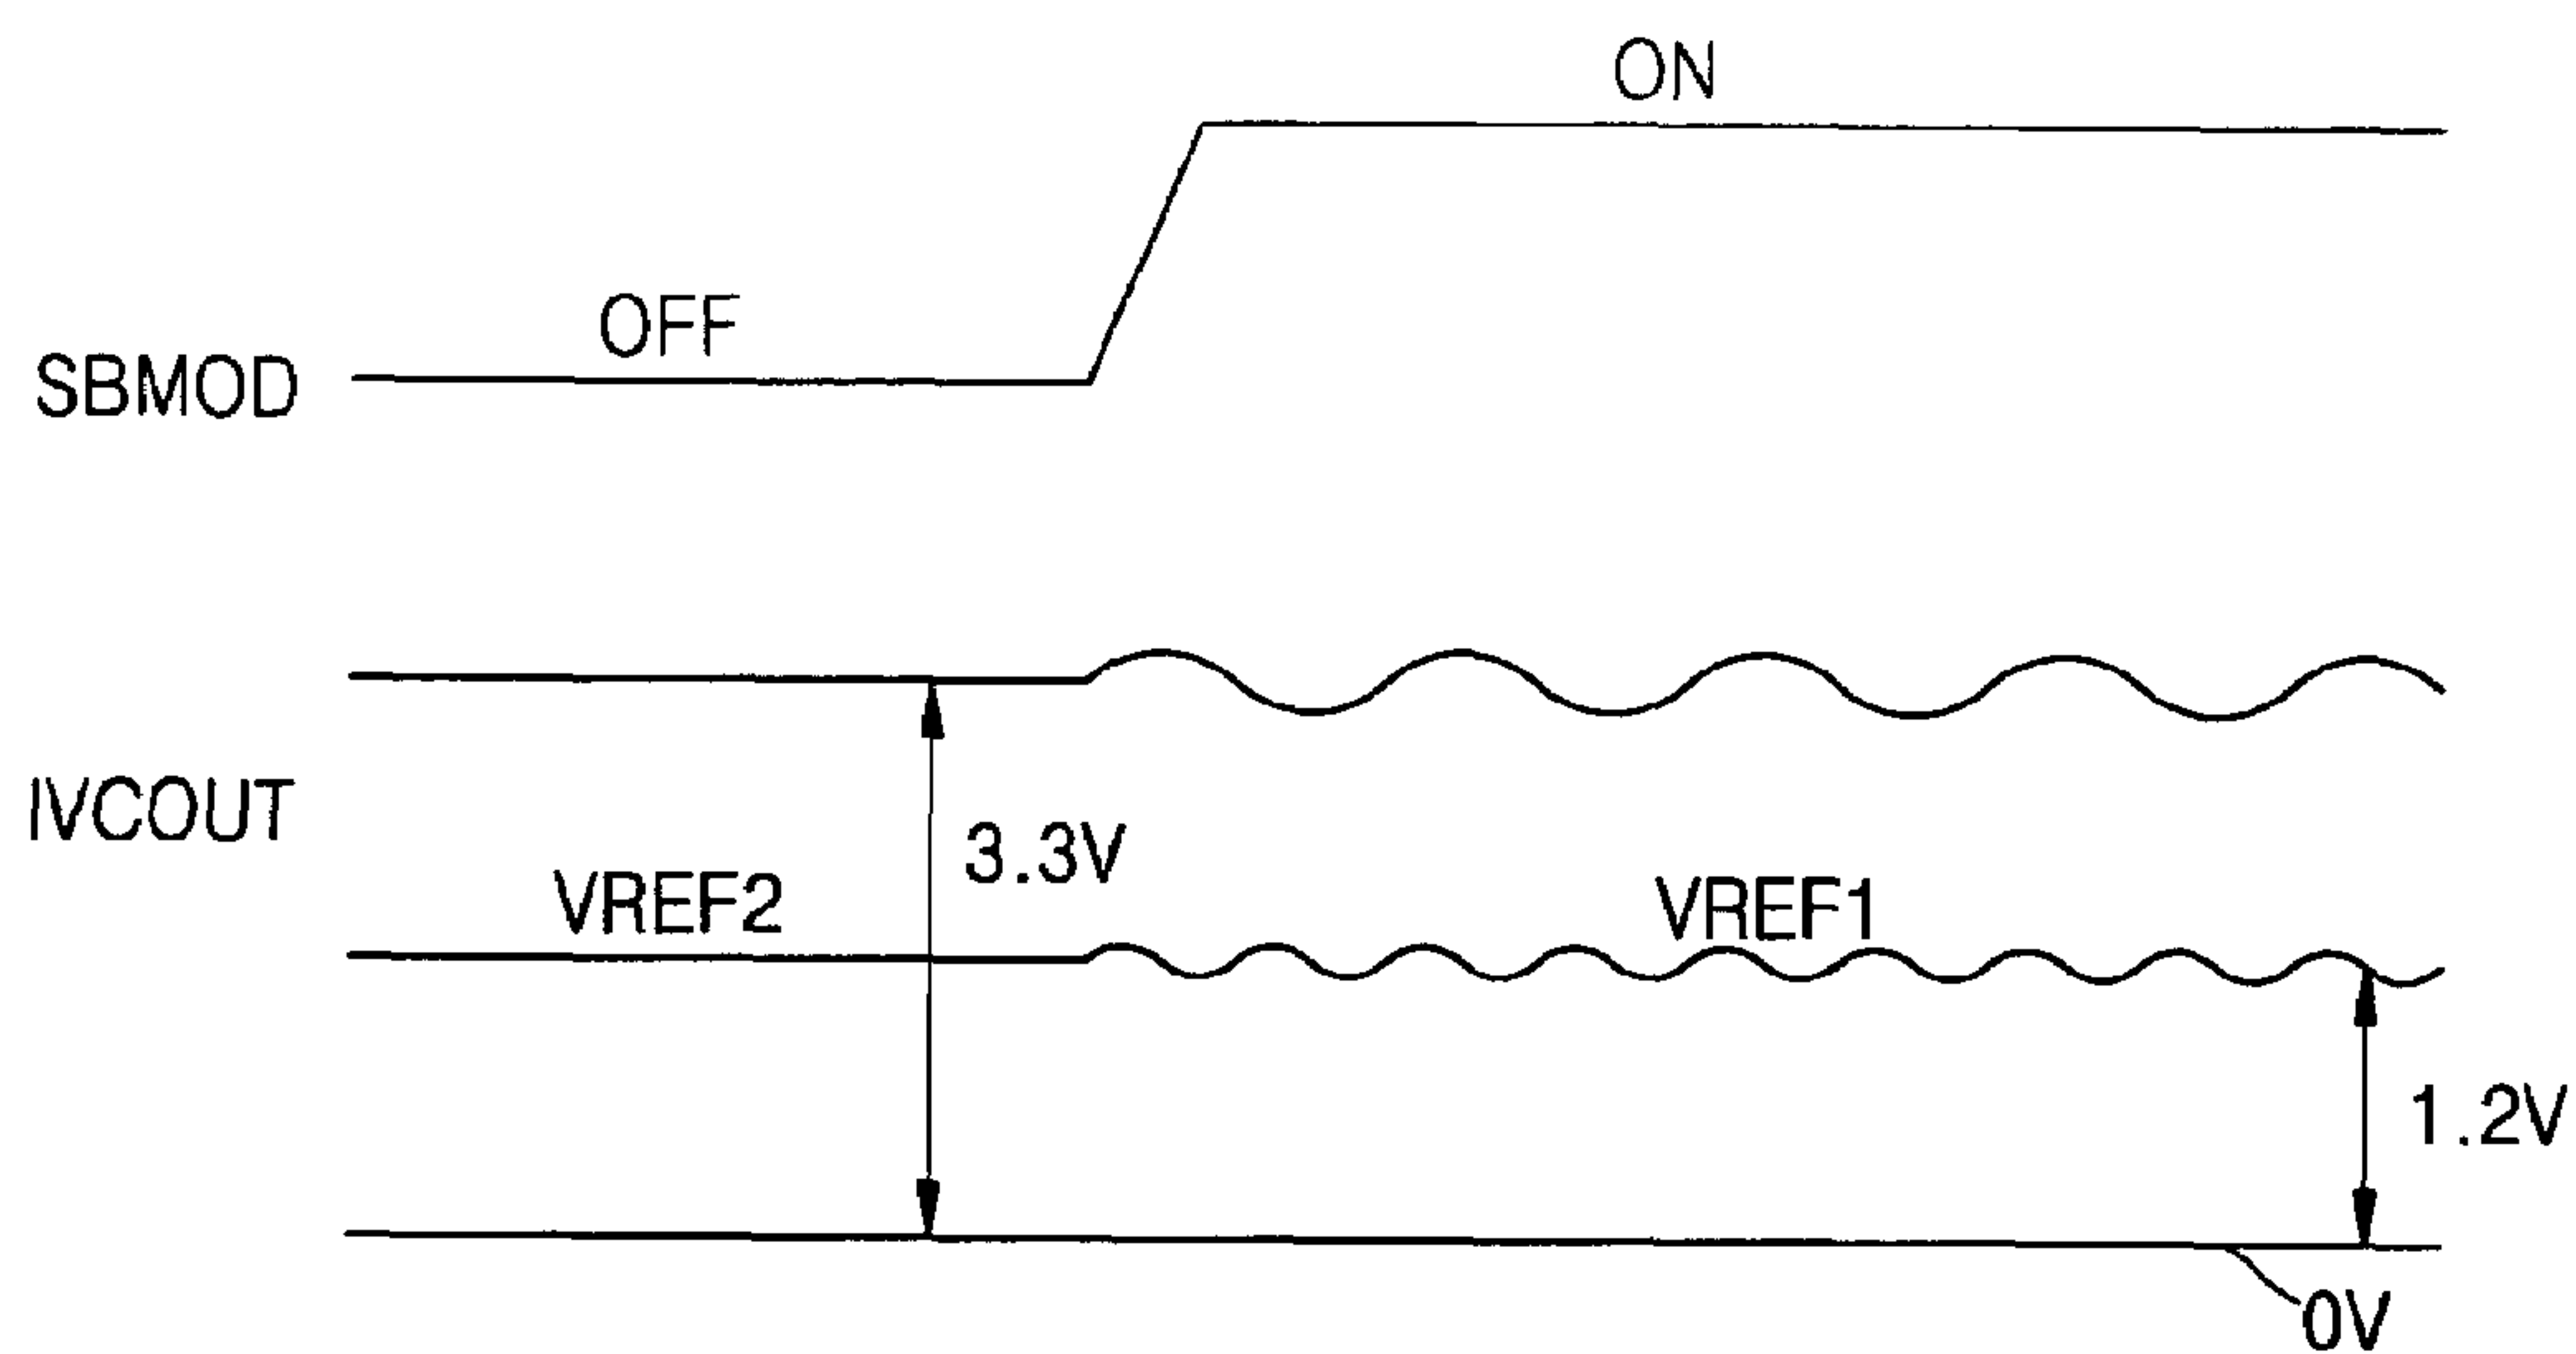 ON
OFF
SBMOD
IVCOUT
3.3V
VREF2
VREF1
1.2V
0V